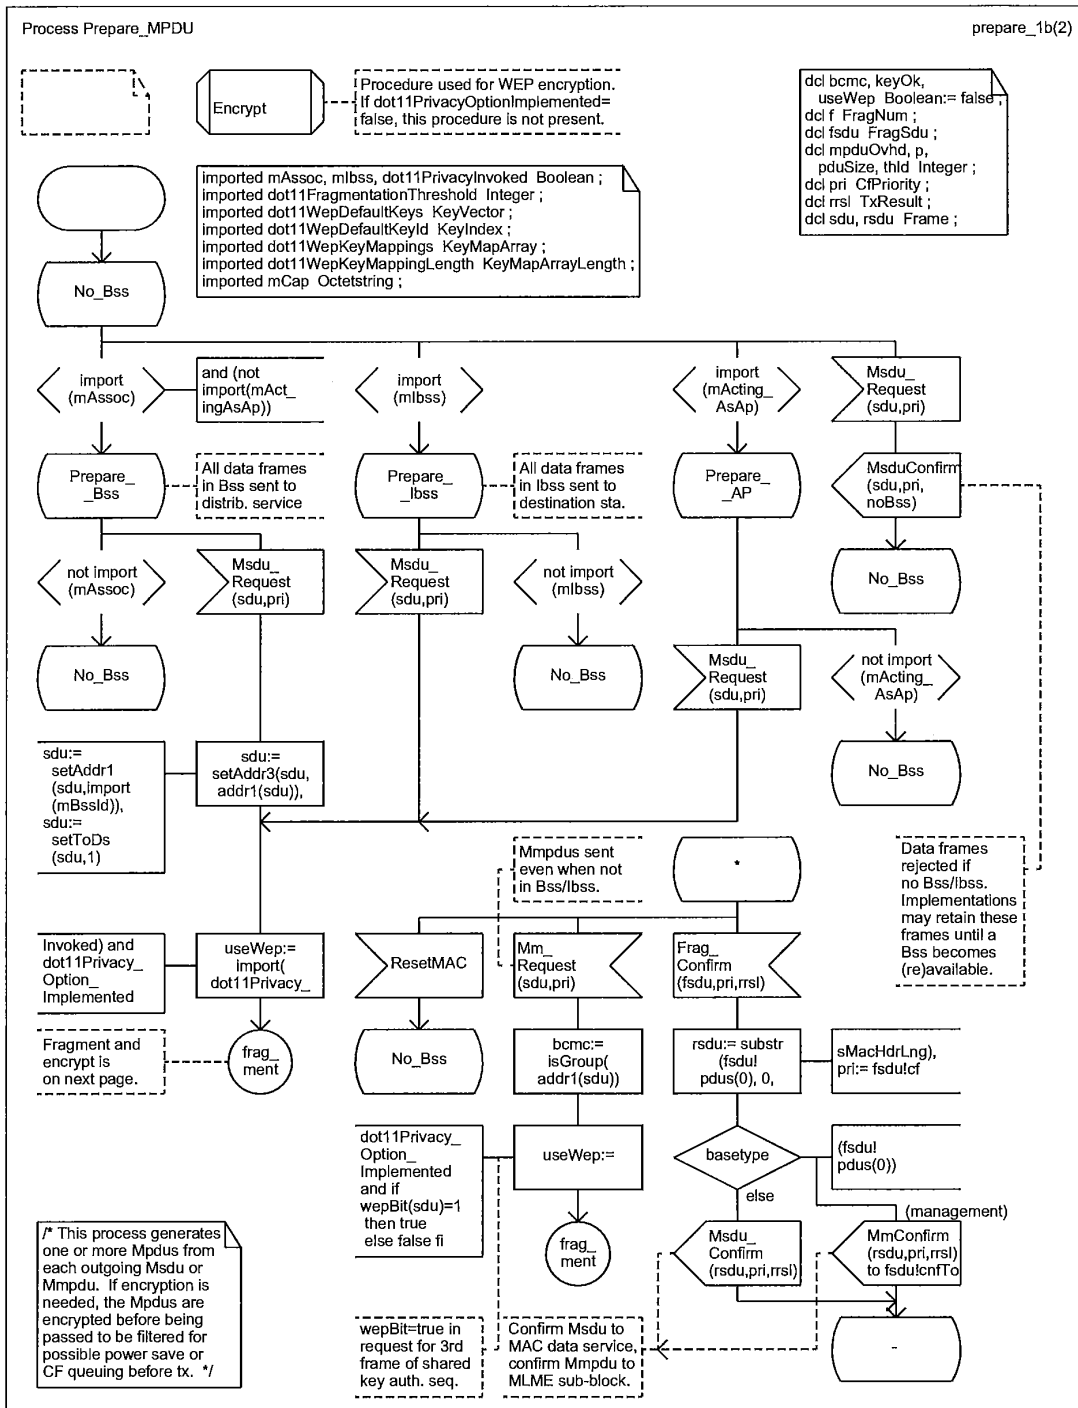 Process Prepare_MPDU
prepare_1b(2)
Encrypt
Procedure used for WEP encryption.
If dot11PrivacyOptionImplemented=
false, this procedure is not present.
dcl bcmc, keyOk,
useWep Boolean:= false ;
dcl f FragNum ;
dcl fsdu FragSdu ;
dcl mpduOvhd, p,
pduSize, thld Integer ;
dcl pri CfPriority ;
dcl rrsl TxResult ;
dcl sdu, rsdu Frame ;
imported mAssoc, mIbss, dot11PrivacyInvoked Boolean ;
imported dot11FragmentationThreshold Integer ;
imported dot11WepDefaultKeys KeyVector ;
imported dot11WepDefaultKeyId KeyIndex ;
imported dot11WepKeyMappings KeyMapArray ;
imported dot11WepKeyMappingLength KeyMapArrayLength ;
imported mCap Octetstring ;
No_Bss
import
(mAssoc)
and (not
import(mAct_
ingAsAp))
import
(mIbss)
import
(mActing_
AsAp)
Msdu_
Request
(sdu,pri)
Prepare_
_Bss
All data frames
in Bss sent to
distrib. service
Prepare_
_Ibss
All data frames
in Ibss sent to
destination sta.
Prepare_
_AP
MsduConfirm
(sdu,pri,
noBss)
not import
(mAssoc)
Msdu_
Request
(sdu,pri)
Msdu_
Request
(sdu,pri)
not import
(mIbss)
No_Bss
No_Bss
No_Bss
Msdu_
Request
(sdu,pri)
not import
(mActing_
AsAp)
sdu:=
setAddr1
(sdu,import
(mBssId)),
sdu:=
setToDs
(sdu,1)
sdu:=
setAddr3(sdu,
addr1(sdu)),
No_Bss
Mmpdus sent
even when not
in Bss/Ibss.
*
Data frames
rejected if
no Bss/Ibss.
Implementations
may retain these
frames until a
Bss becomes
(re)available.
Invoked) and
dot11Privacy_
Option_
Implemented
useWep:=
import(
dot11Privacy_
ResetMAC
Mm_
Request
(sdu,pri)
Frag_
Confirm
(fsdu,pri,rrsl)
Fragment and
encrypt is
on next page.
frag_
ment
No_Bss
bcmc:=
isGroup(
addr1(sdu))
rsdu:= substr
(fsdu!
pdus(0), 0,
sMacHdrLng),
pri:= fsdu!cf
dot11Privacy_
Option_
Implemented
and if
wepBit(sdu)=1
then true
else false fi
useWep:=
basetype
(fsdu!
pdus(0))
else
(management)
/* This process generates
one or more Mpdus from
each outgoing Msdu or
Mmpdu. If encryption is
needed, the Mpdus are
encrypted before being
passed to be filtered for
possible power save or
CF queuing before tx. */
frag_
ment
Msdu_
Confirm
(rsdu,pri,rrsl)
MmConfirm
(rsdu,pri,rrsl)
to fsdu!cnfTo
wepBit=true in
request for 3rd
frame of shared
key auth. seq.
Confirm Msdu to
MAC data service,
confirm Mmpdu to
MLME sub-block.
-